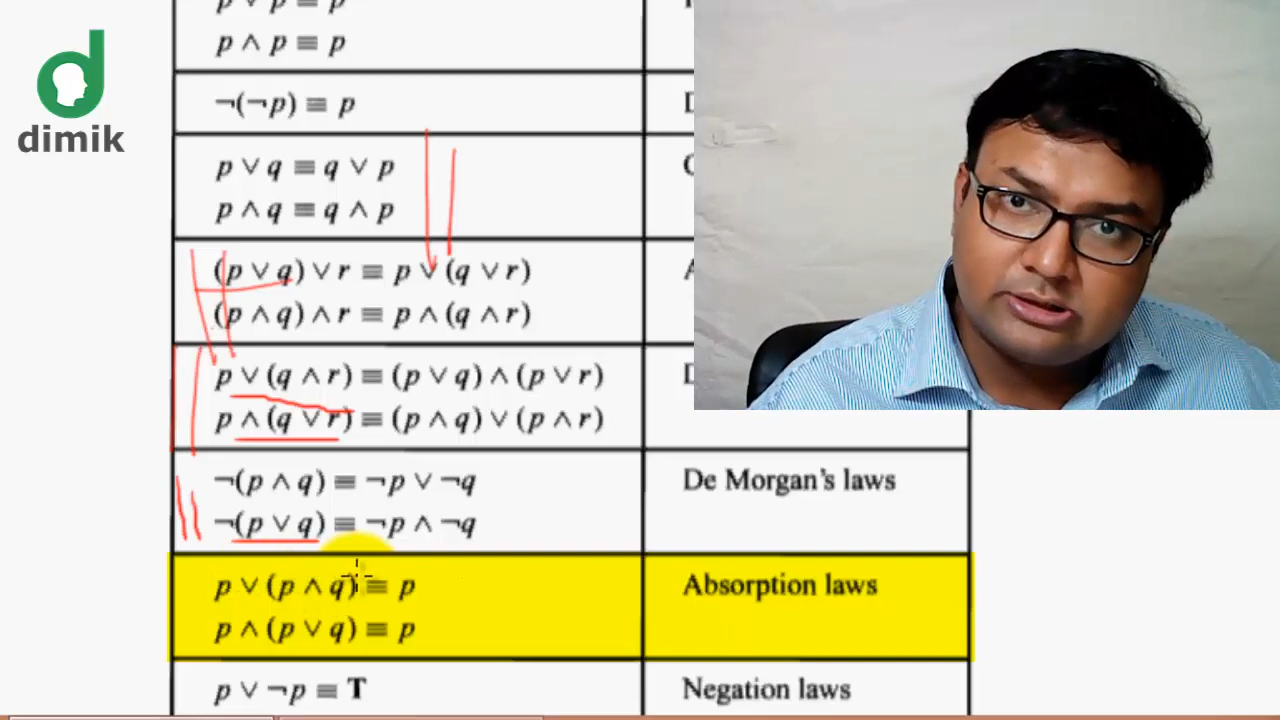 p ∨ p ≡ p
p ∧ p ≡ p
¬(¬p) ≡ p
dimik
p ∨ q ≡ q ∨ p
p ∧ q ≡ q ∧ p
(p ∨ q) ∨ r ≡ p ∨ (q ∨ r)
(p ∧ q) ∧ r ≡ p ∧ (q ∧ r)
p ∨ (q ∧ r) ≡ (p ∨ q) ∧ (p ∨ r)
p ∧ (q ∨ r) ≡ (p ∧ q) ∨ (p ∧ r)
¬(p ∧ q) ≡ ¬p ∨ ¬q De Morgan's laws
¬(p ∨ q) ≡ ¬p ∧ ¬q
p ∨ (p ∧ q) ≡ p Absorption laws
p ∧ (p ∨ q) ≡ p
p ∨ ¬p ≡ T Negation laws